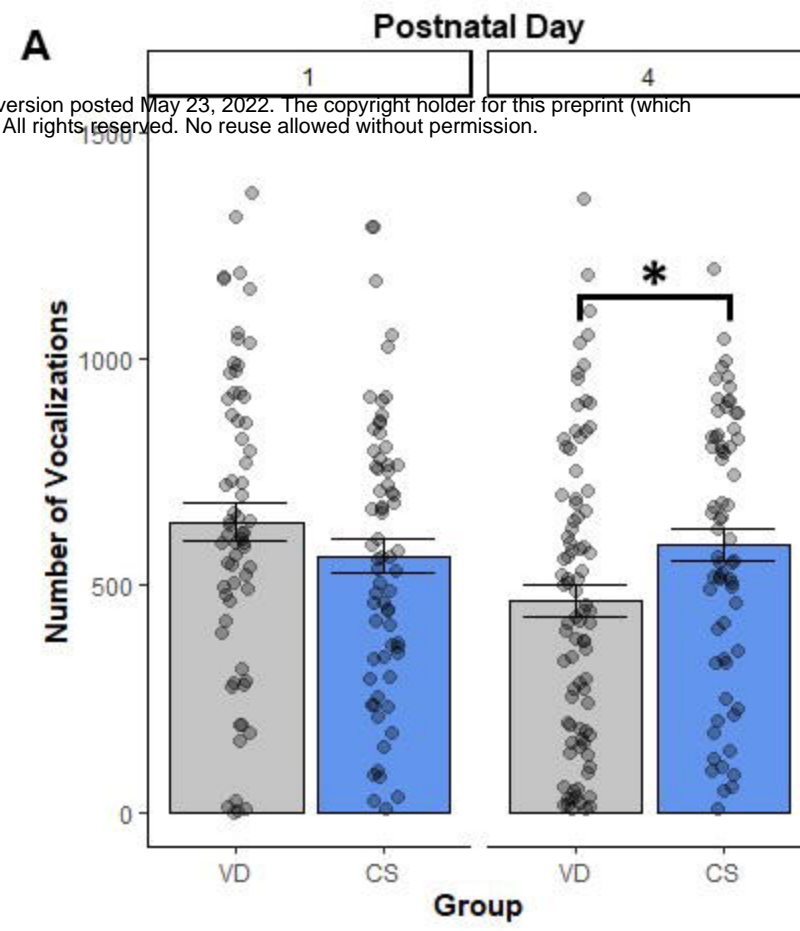 A
Postnatal Day
1
4
version posted May 23, 2022. The copyright holder for this preprint (which
All rights reserved. No reuse allowed without permission.
1500
1000
500
0
Number of Vocalizations
*
VD
CS
VD
CS
Group